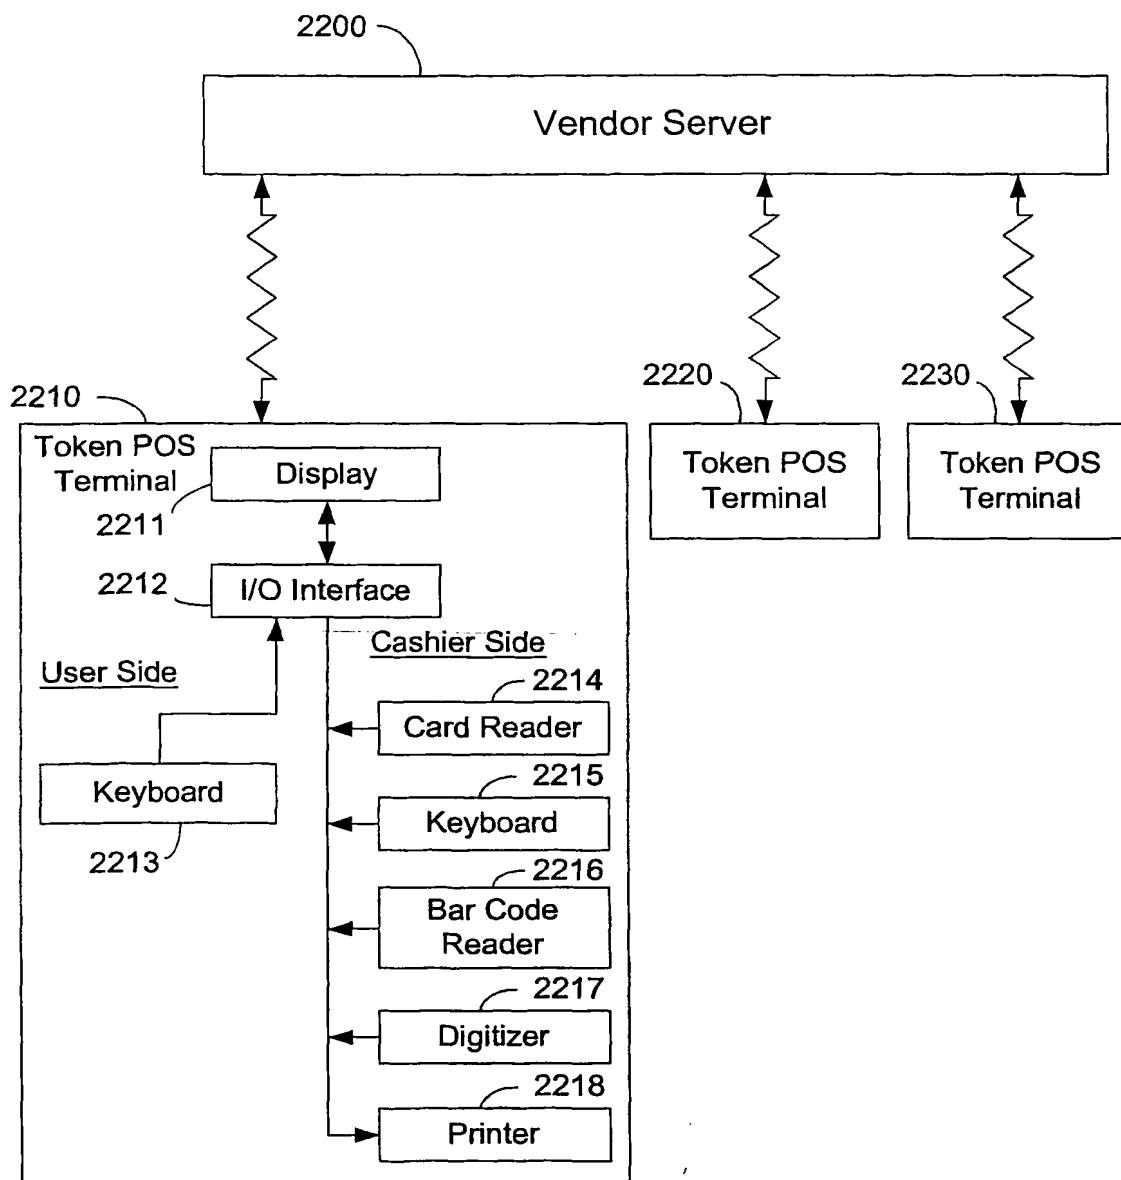 2200
Vendor Server
2210
2220
2230
Token POS
Terminal
Display
2211
Token POS
Terminal
Token POS
Terminal
2212
I/O Interface
Cashier Side
User Side
2214
Card Reader
Keyboard
2213
2215
Keyboard
2216
Bar Code
Reader
2217
Digitizer
2218
Printer